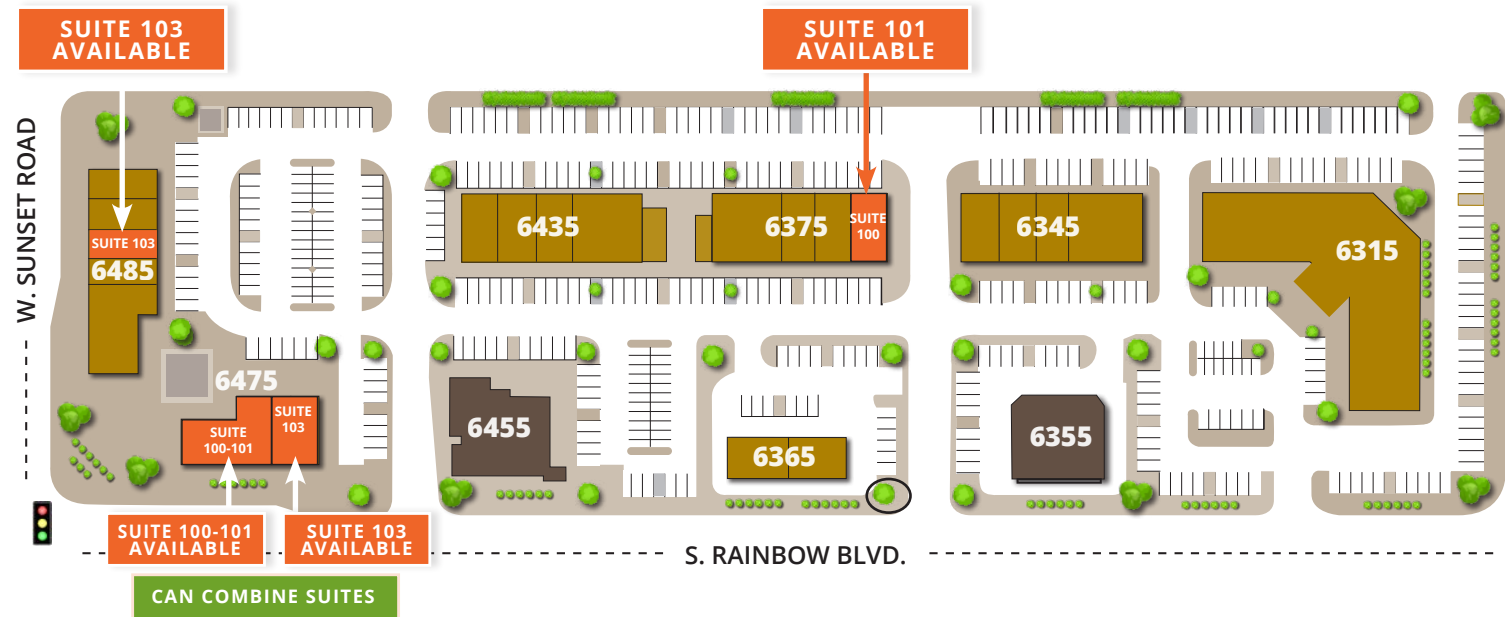 SUITE 103
AVAILABLE
SUITE 101
AVAILABLE
W. SUNSET ROAD
SUITE 103
6485
6435
6375
SUITE
100
6345
6315
6475
SUITE
100-101
SUITE
103
6455
6365
6355
SUITE 100-101
AVAILABLE
SUITE 103
AVAILABLE
S. RAINBOW BLVD.
CAN COMBINE SUITES